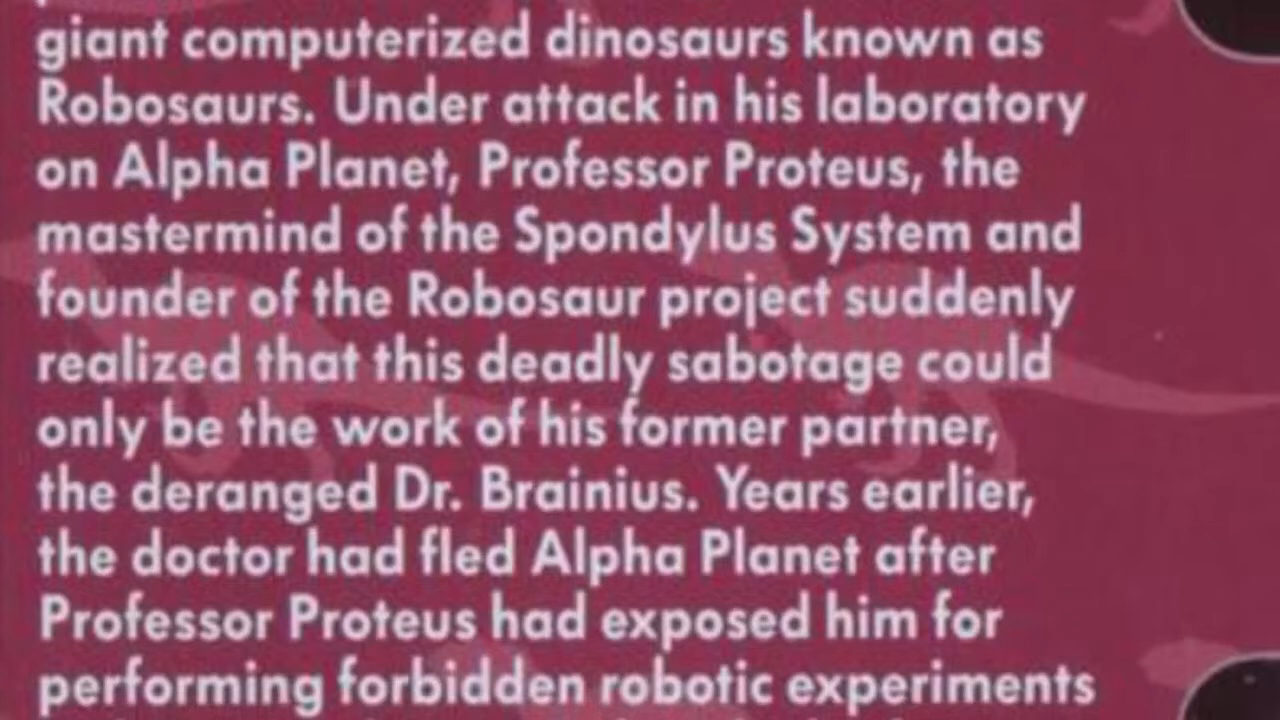 giant computerized dinosaurs known as
Robosaurs. Under attack in his laboratory
on Alpha Planet, Professor Proteus, the
mastermind of the Spondylus System and
founder of the Robosaur project suddenly
realized that this deadly sabotage could
only be the work of his former partner,
the deranged Dr. Brainius. Years earlier,
the doctor had fled Alpha Planet after
Professor Proteus had exposed him for
performing forbidden robotic experiments